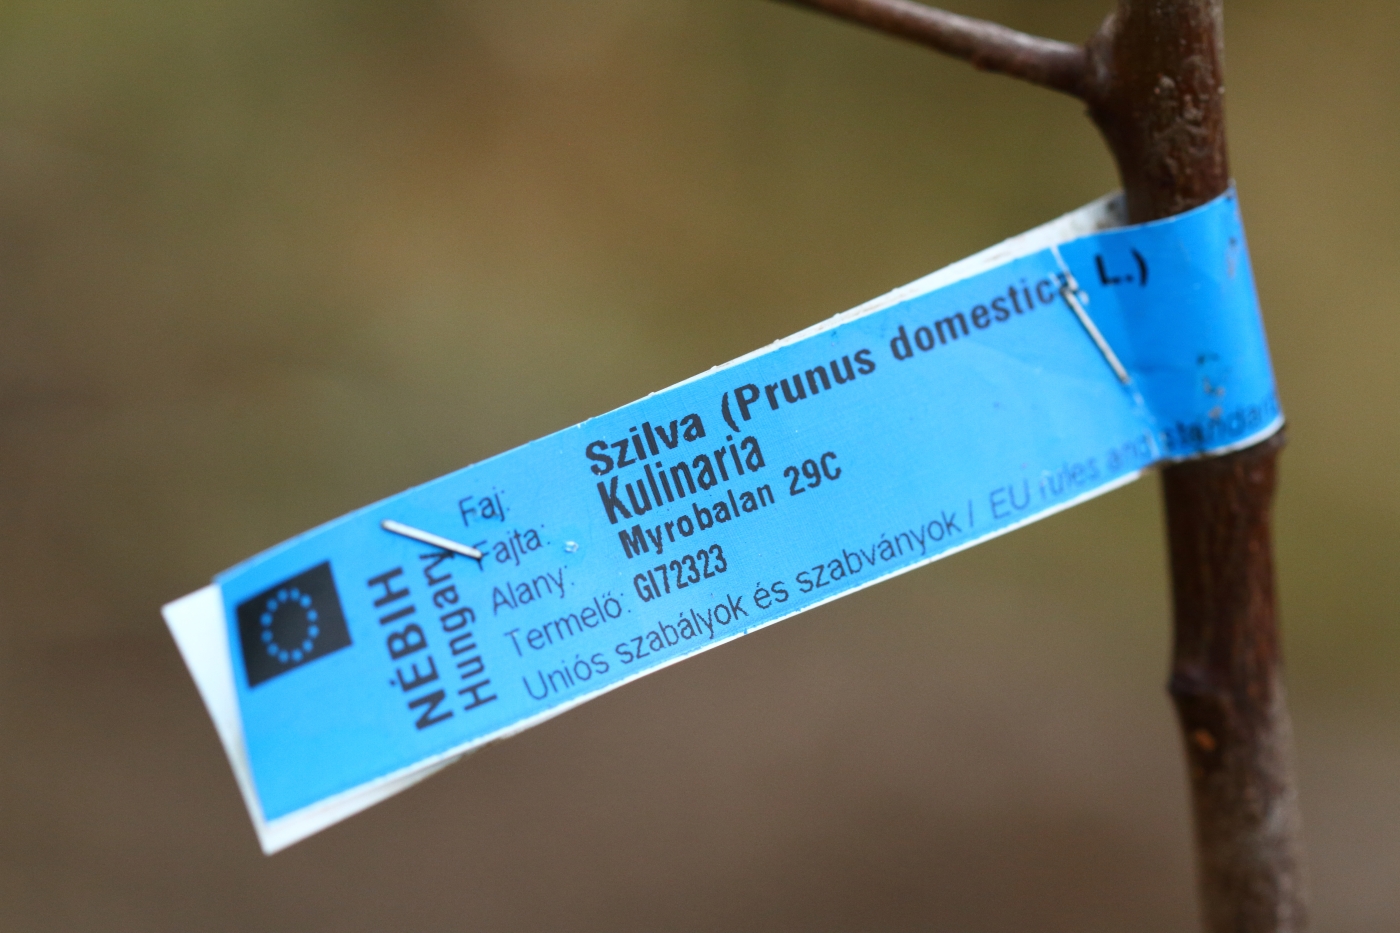 NÉBIH
Hungary
Faj: Szilva (Prunus domestica L.)
Fajta: Kulinaria
Alany: Myrobalan 29C
Termelő: GI72323
Uniós szabályok és szabványok / EU rules and standards